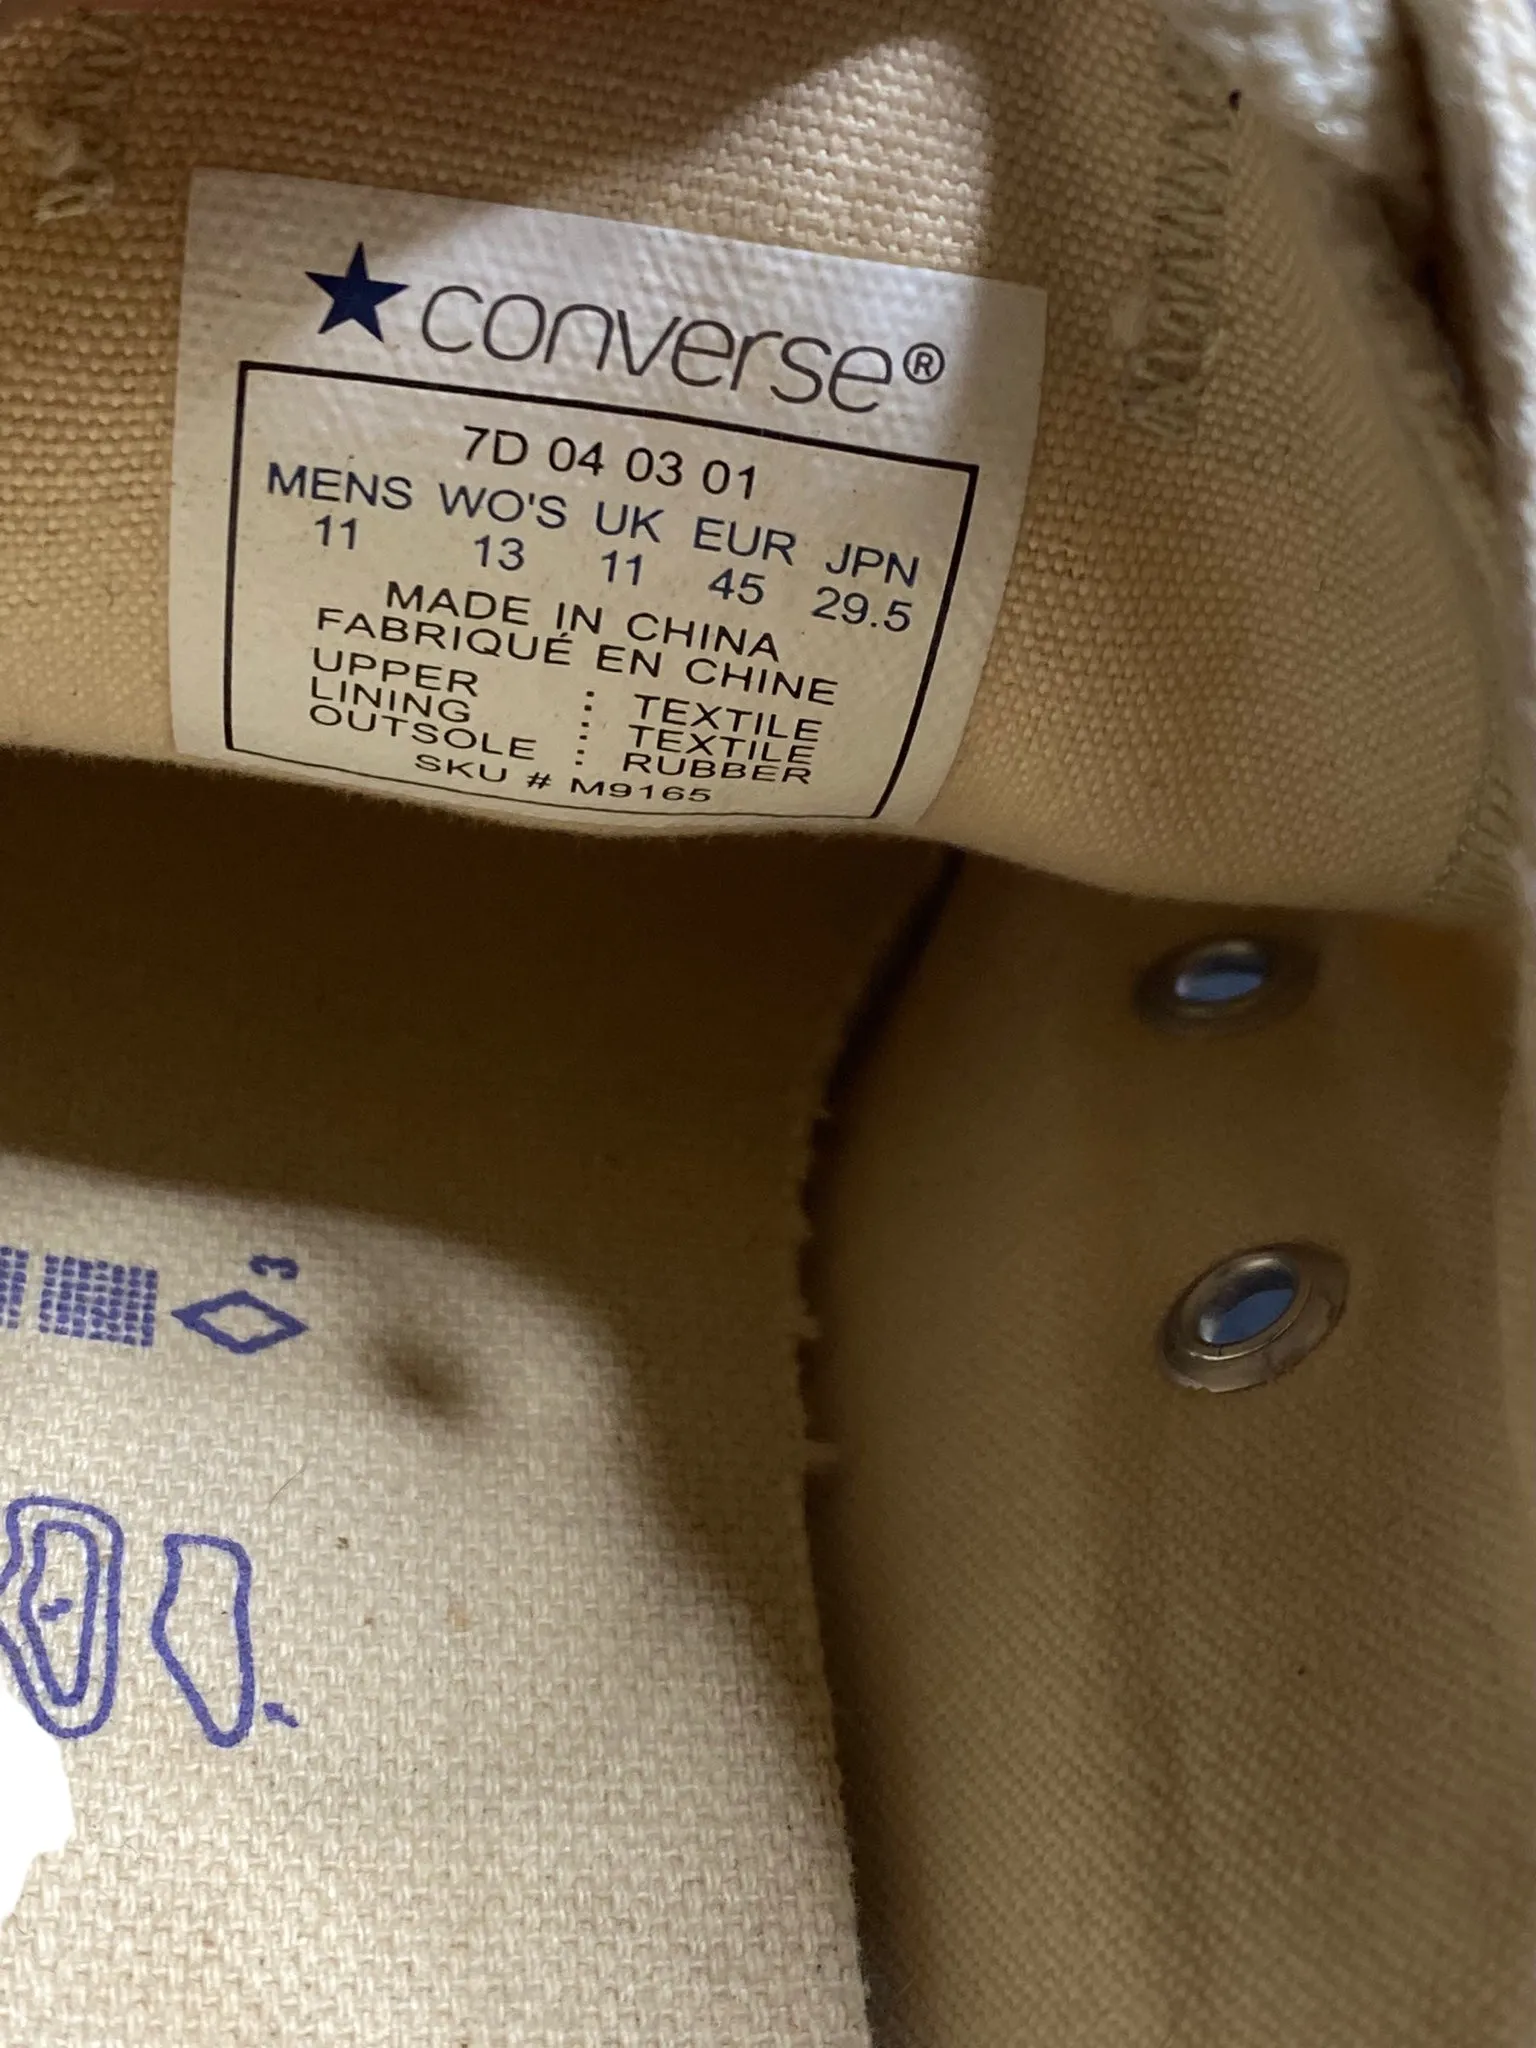 ★converse®
7D 04 03 01
MENS WO'S UK EUR JPN
11 13 11 45 29.5
MADE IN CHINA
FABRIQUÉ EN CHINE
UPPER : TEXTILE
LINING : TEXTILE
OUTSOLE : RUBBER
SKU # M9165
3